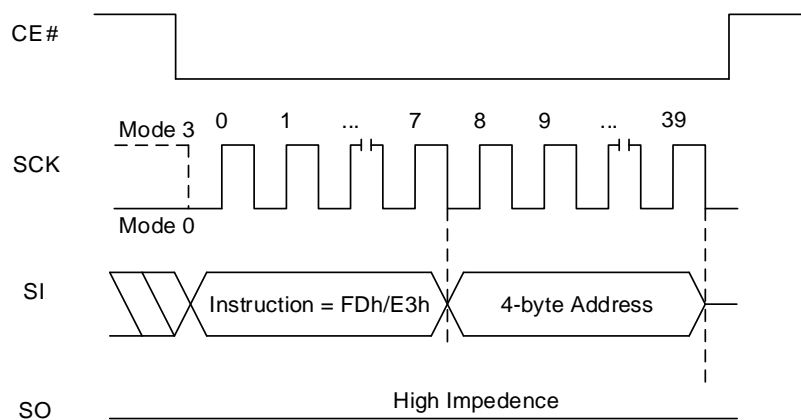 CE#
0 1 ... 7 8 9 ... 39
Mode 3
SCK
Mode 0
SI
Instruction = FDh/E3h
4-byte Address
High Impedence
SO